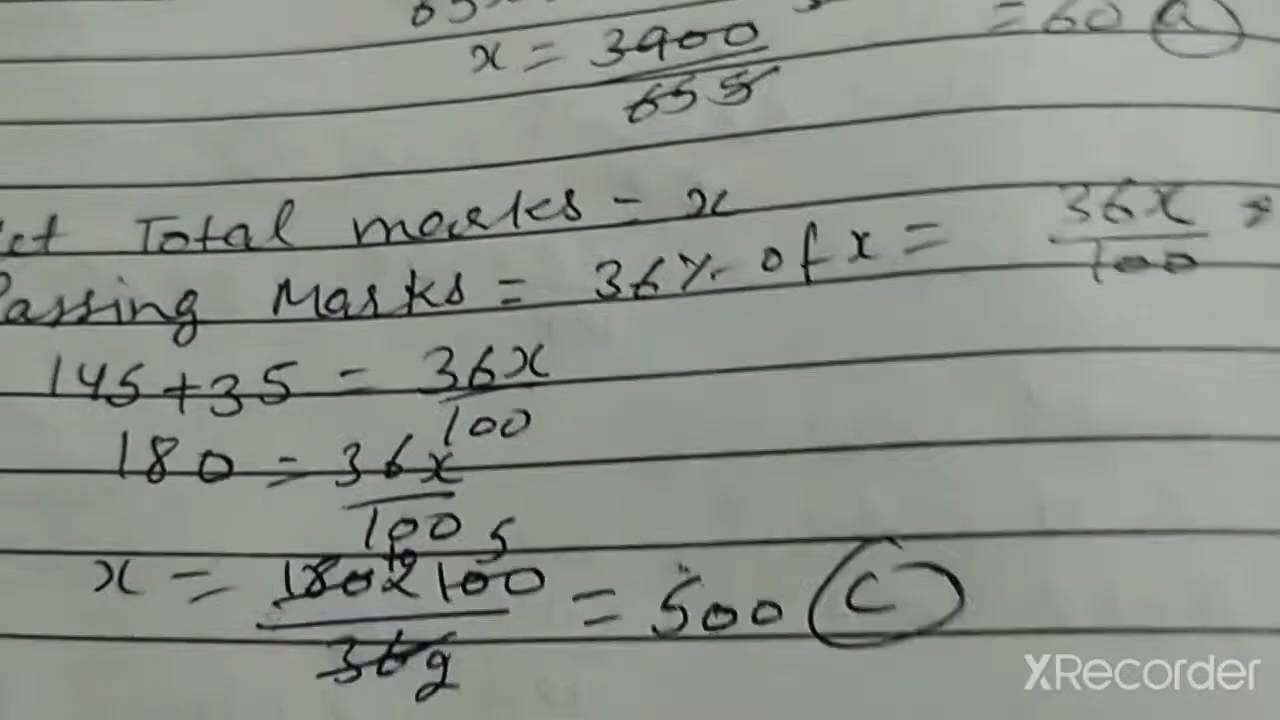 x = 3900 / 65 5 = 60 (a)
Total marks = x
Passing Marks = 36% of x = 36x / 100
145 + 35 = 36x / 100
180 = 36x / 100
x = 180 x 100 / 36 = 500 (C)
XRecorder